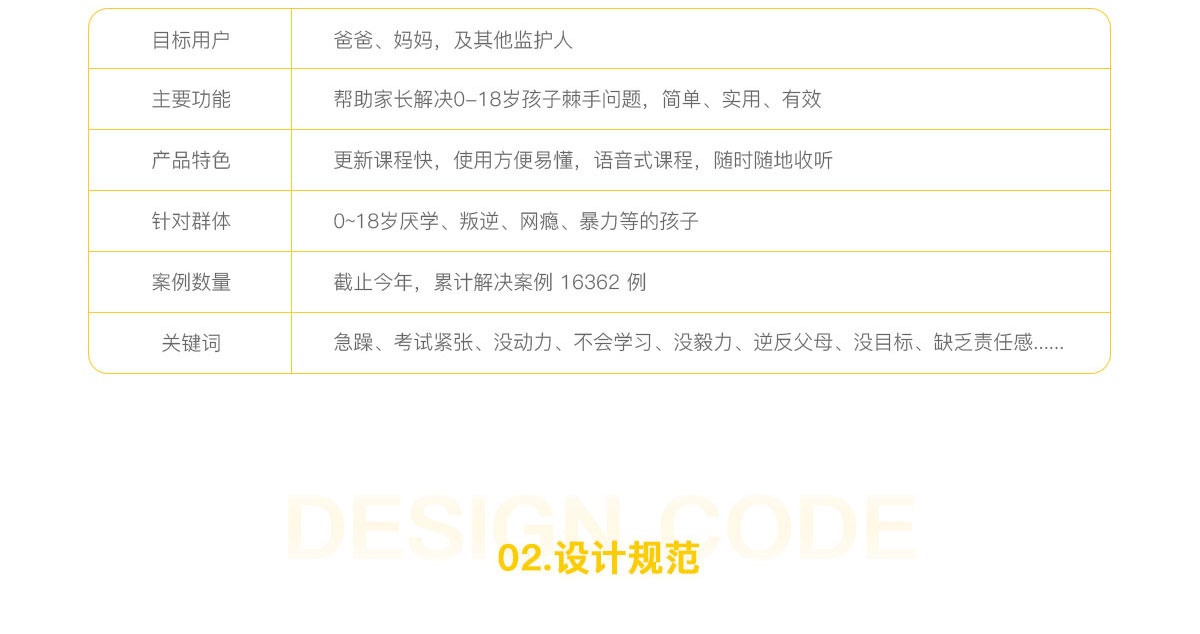 目标用户 爸爸、妈妈，及其他监护人
主要功能 帮助家长解决0-18岁孩子棘手问题，简单、实用、有效
产品特色 更新课程快，使用方便易懂，语音式课程，随时随地收听
针对群体 0~18岁厌学、叛逆、网瘾、暴力等的孩子
案例数量 截止今年，累计解决案例 16362 例
关键词 急躁、考试紧张、没动力、不会学习、没毅力、逆反父母、没目标、缺乏责任感......
DESIGN CODE
02.设计规范